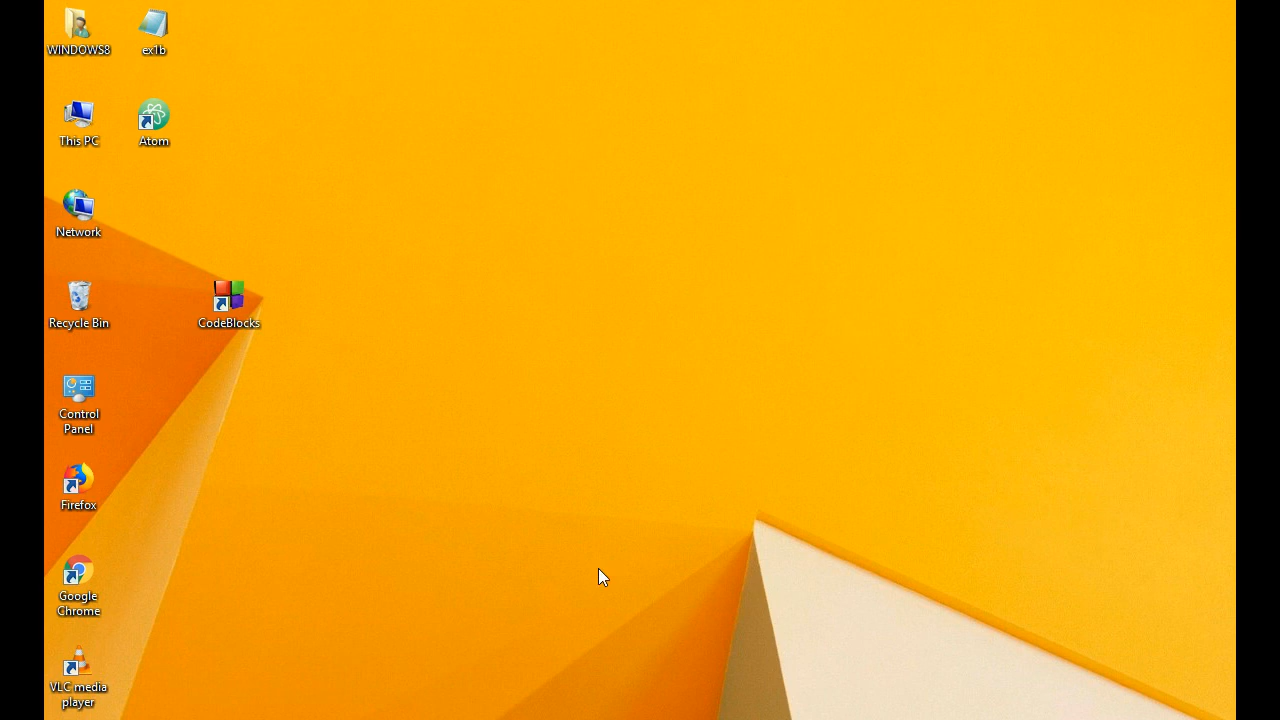 WINDOWS8
ex1b
This PC
Atom
Network
Recycle Bin
CodeBlocks
Control
Panel
Firefox
Google
Chrome
VLC media
player